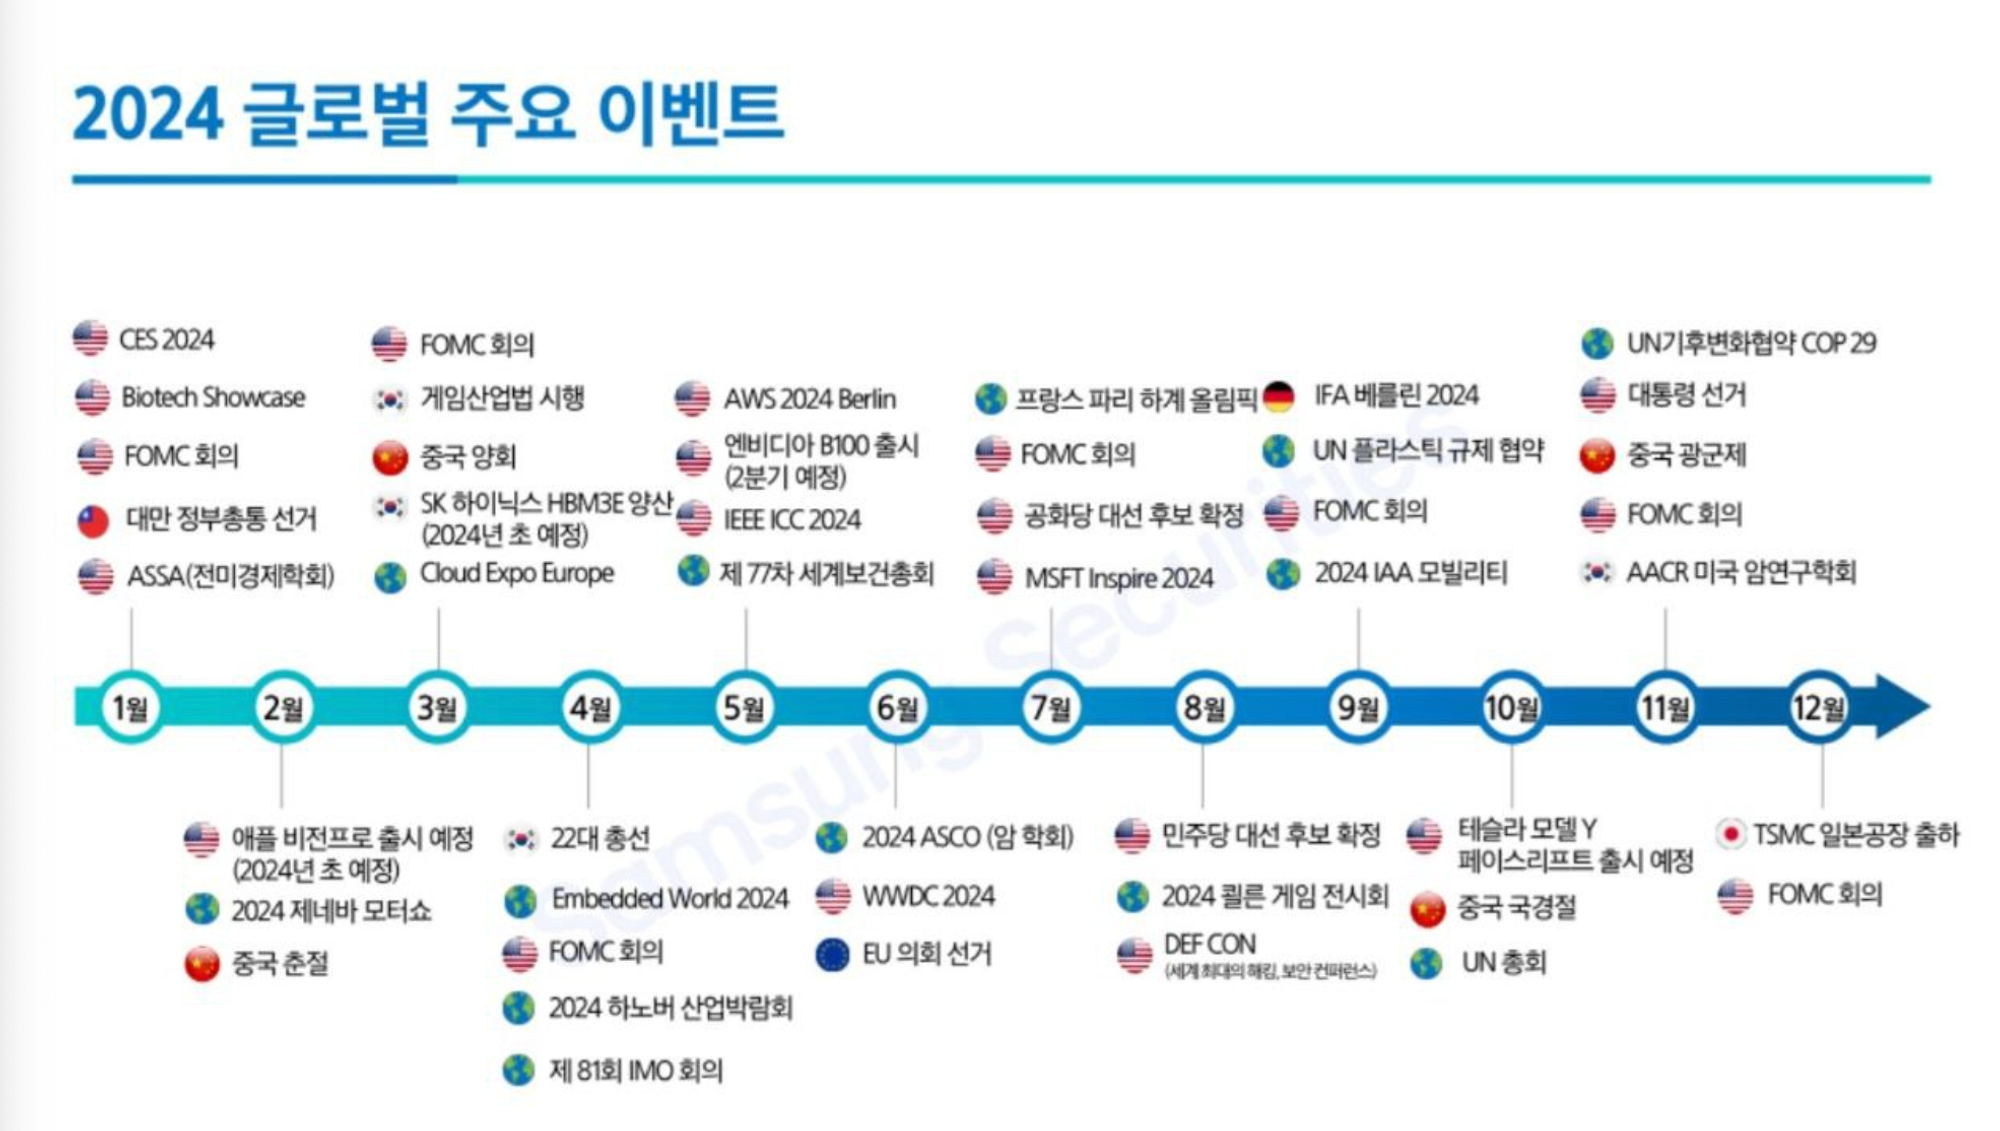 2024 글로벌 주요 이벤트
CES 2024
Biotech Showcase
FOMC 회의
대만 정부총통 선거
ASSA(전미경제학회)
FOMC 회의
게임산업법 시행
중국 양회
SK 하이닉스 HBM3E 양산
(2024년 초 예정)
Cloud Expo Europe
AWS 2024 Berlin
엔비디아 B100 출시
(2분기 예정)
IEEE ICC 2024
제 77차 세계보건총회
프랑스 파리 하계 올림픽
FOMC 회의
공화당 대선 후보 확정
MSFT Inspire 2024
IFA 베를린 2024
UN 플라스틱 규제 협약
FOMC 회의
2024 IAA 모빌리티
UN기후변화협약 COP 29
대통령 선거
중국 광군제
FOMC 회의
AACR 미국 암연구학회
1월 2월 3월 4월 5월 6월 7월 8월 9월 10월 11월 12월
애플 비전프로 출시 예정
(2024년 초 예정)
2024 제네바 모터쇼
중국 춘절
22대 총선
Embedded World 2024
FOMC 회의
2024 하노버 산업박람회
제 81회 IMO 회의
2024 ASCO (암 학회)
WWDC 2024
EU 의회 선거
민주당 대선 후보 확정
2024 쾰른 게임 전시회
DEF CON
(세계 최대의 해킹, 보안 컨퍼런스)
테슬라 모델 Y
페이스리프트 출시 예정
중국 국경절
UN 총회
TSMC 일본공장 출하
FOMC 회의
Samsung Securities